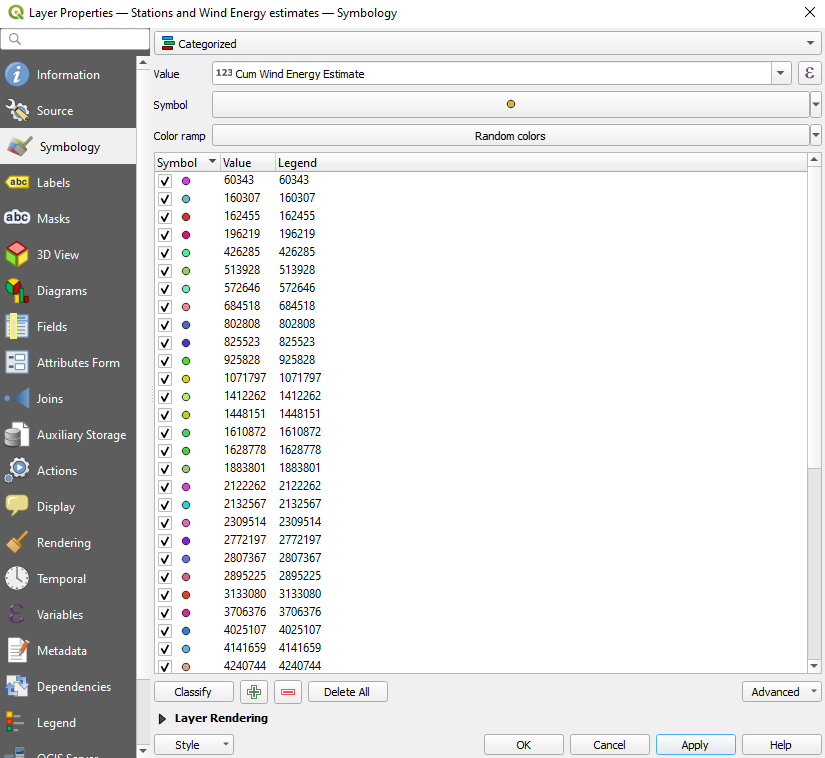 Layer Properties — Stations and Wind Energy estimates — Symbology
Information
Source
Symbology
abc Labels
abc Masks
3D View
Diagrams
Fields
Attributes Form
Joins
Auxiliary Storage
Actions
Display
Rendering
Temporal
Variables
Metadata
Dependencies
Legend
QGIS Server
Categorized
Value 123 Cum Wind Energy Estimate ε
Symbol
Color ramp Random colors
Symbol Value Legend
60343 60343
160307 160307
162455 162455
196219 196219
426285 426285
513928 513928
572646 572646
684518 684518
802808 802808
825523 825523
925828 925828
1071797 1071797
1412262 1412262
1448151 1448151
1610872 1610872
1628778 1628778
1883801 1883801
2122262 2122262
2132567 2132567
2309514 2309514
2772197 2772197
2807367 2807367
2895225 2895225
3133080 3133080
3706376 3706376
4025107 4025107
4141659 4141659
4240744 4240744
Classify Delete All Advanced
Layer Rendering
Style OK Cancel Apply Help